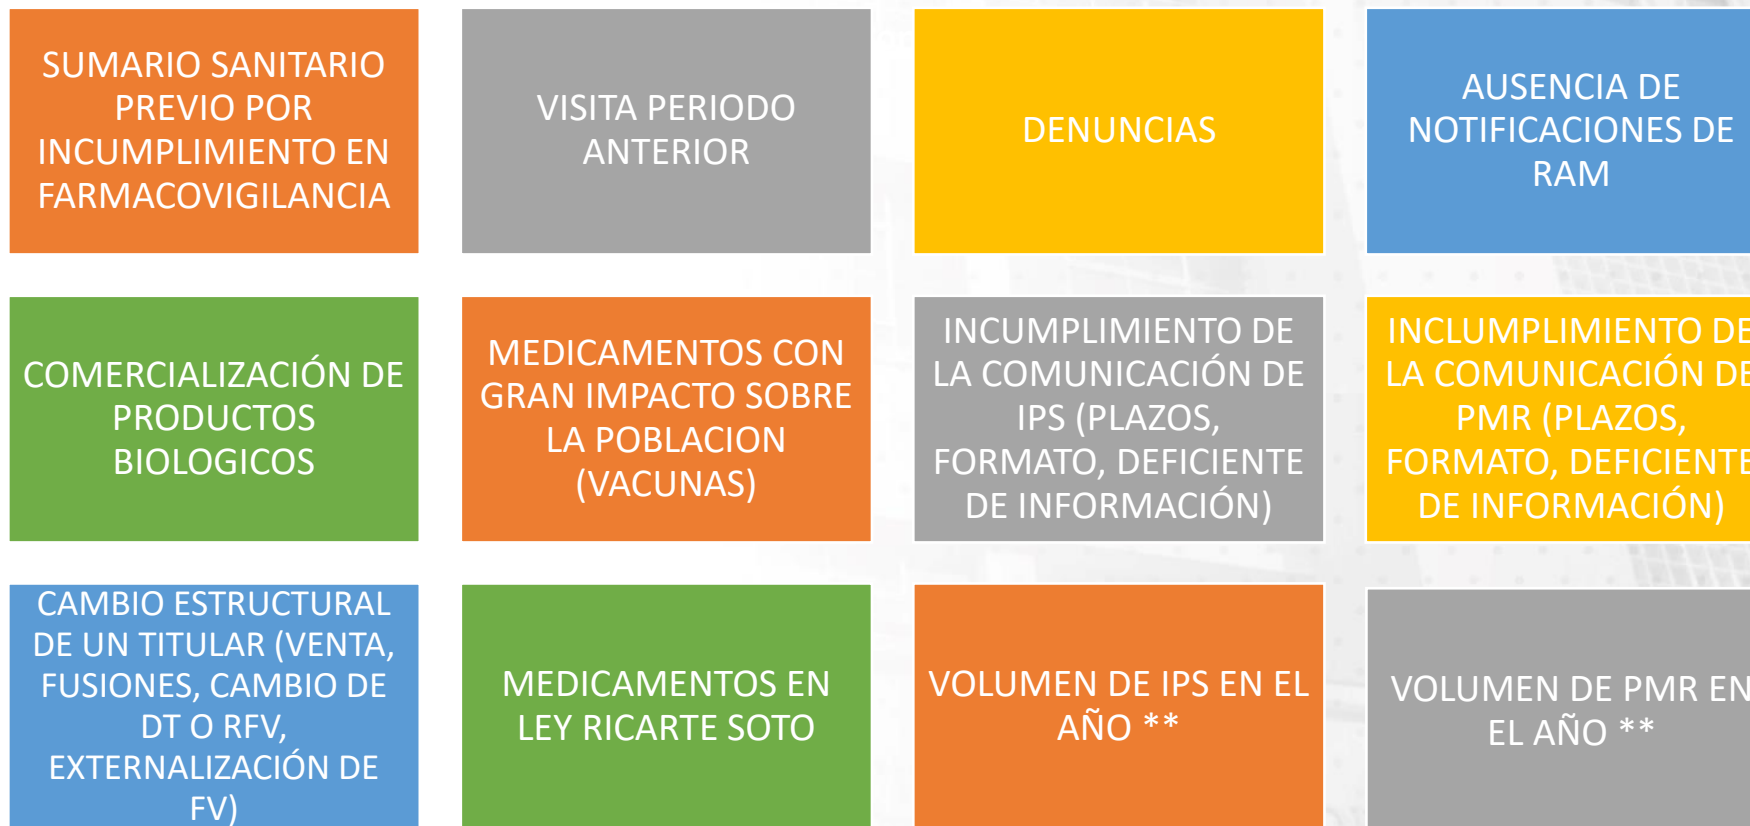 SUMARIO SANITARIO
PREVIO POR
INCUMPLIMIENTO EN
FARMACOVIGILANCIA
VISITA PERIODO
ANTERIOR
DENUNCIAS
AUSENCIA DE
NOTIFICACIONES DE
RAM
COMERCIALIZACIÓN DE
PRODUCTOS
BIOLOGICOS
MEDICAMENTOS CON
GRAN IMPACTO SOBRE
LA POBLACION
(VACUNAS)
INCUMPLIMIENTO DE
LA COMUNICACIÓN DE
IPS (PLAZOS,
FORMATO, DEFICIENTE
DE INFORMACIÓN)
INCLUMPLIMIENTO DE
LA COMUNICACIÓN DE
PMR (PLAZOS,
FORMATO, DEFICIENTE
DE INFORMACIÓN)
CAMBIO ESTRUCTURAL
DE UN TITULAR (VENTA,
FUSIONES, CAMBIO DE
DT O RFV,
EXTERNALIZACIÓN DE
FV)
MEDICAMENTOS EN
LEY RICARTE SOTO
VOLUMEN DE IPS EN EL
AÑO **
VOLUMEN DE PMR EN
EL AÑO **